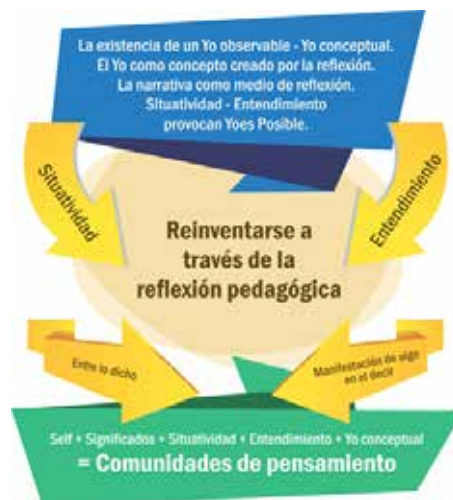 La existencia de un Yo observable - Yo conceptual.
El Yo como concepto creado por la reflexión.
La narrativa como medio de reflexión.
Situatividad - Entendimiento
provocan Yoes Posible.
Situatividad
Entendimiento
Reinventarse a
través de la
reflexión pedagógica
Entre lo dicho
Manifestación de algo
en el decir
Self + Significados + Situatividad + Entendimiento + Yo conceptual
= Comunidades de pensamiento